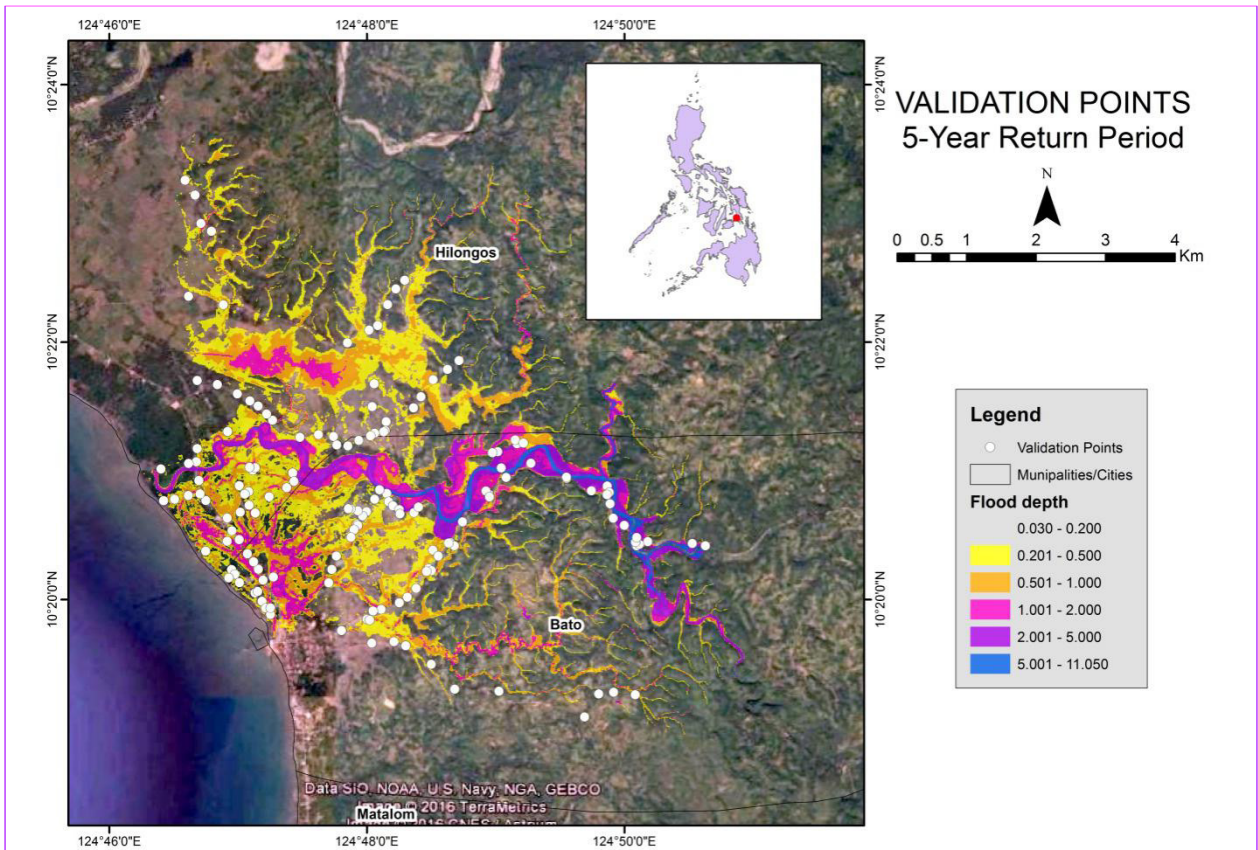 124°46'0"E 124°48'0"E 124°50'0"E
10°24'0"N 10°24'0"N
10°22'0"N 10°22'0"N
10°20'0"N 10°20'0"N
Hilongos
Bato
Data SIO, NOAA, U.S. Navy, NGA, GEBCO
Image © 2016 TerraMetrics
Matalom
124°46'0"E 124°48'0"E 124°50'0"E
VALIDATION POINTS
5-Year Return Period
N
0 0.5 1 2 3 4
Km
Legend
Validation Points
Munipalities/Cities
Flood depth
0.030 - 0.200
0.201 - 0.500
0.501 - 1.000
1.001 - 2.000
2.001 - 5.000
5.001 - 11.050